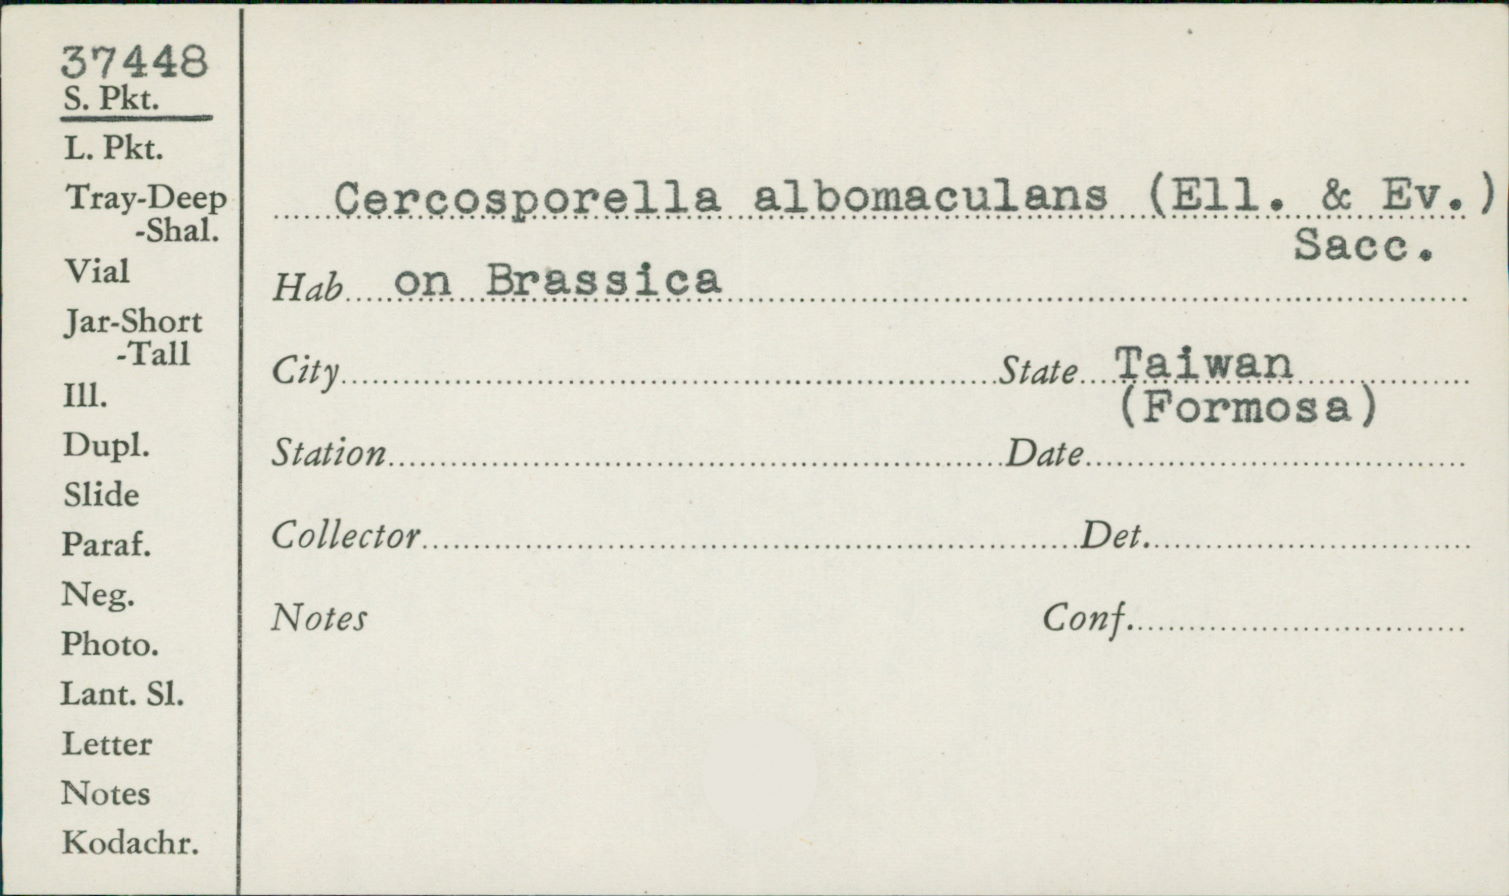 37448
S. Pkt.
L. Pkt.
Tray-Deep
-Shal.
Vial
Jar-Short
-Tall
Ill.
Dupl.
Slide
Paraf.
Neg.
Photo.
Lant. Sl.
Letter
Notes
Kodachr.
Cercosporella albomaculans (Ell. & Ev.)
Sacc.
Hab on Brassica
City State Taiwan
(Formosa)
Station Date
Collector Det.
Notes Conf.